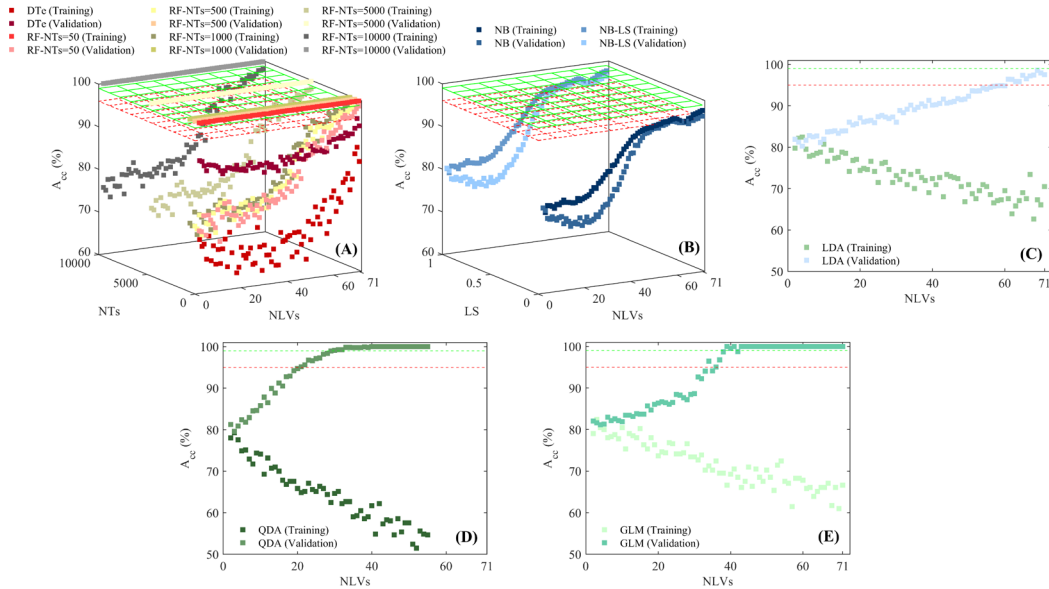 DTe (Training)
DTe (Validation)
RF-NTs=50 (Training)
RF-NTs=50 (Validation)
RF-NTs=500 (Training)
RF-NTs=500 (Validation)
RF-NTs=1000 (Training)
RF-NTs=1000 (Validation)
RF-NTs=5000 (Training)
RF-NTs=5000 (Validation)
RF-NTs=10000 (Training)
RF-NTs=10000 (Validation)
100
90
80
70
60
Acc (%)
10000
5000
0
NTs
0
20
40
60
71
NLVs
(A)
NB (Training)
NB (Validation)
NB-LS (Training)
NB-LS (Validation)
100
90
80
70
60
Acc (%)
1
0.5
0
LS
0
20
40
60
71
NLVs
(B)
100
90
80
70
60
50
Acc (%)
LDA (Training)
LDA (Validation)
(C)
0
20
40
60
71
NLVs
100
90
80
70
60
50
Acc (%)
QDA (Training)
QDA (Validation)
(D)
0
20
40
60
71
NLVs
100
90
80
70
60
50
Acc (%)
GLM (Training)
GLM (Validation)
(E)
0
20
40
60
71
NLVs